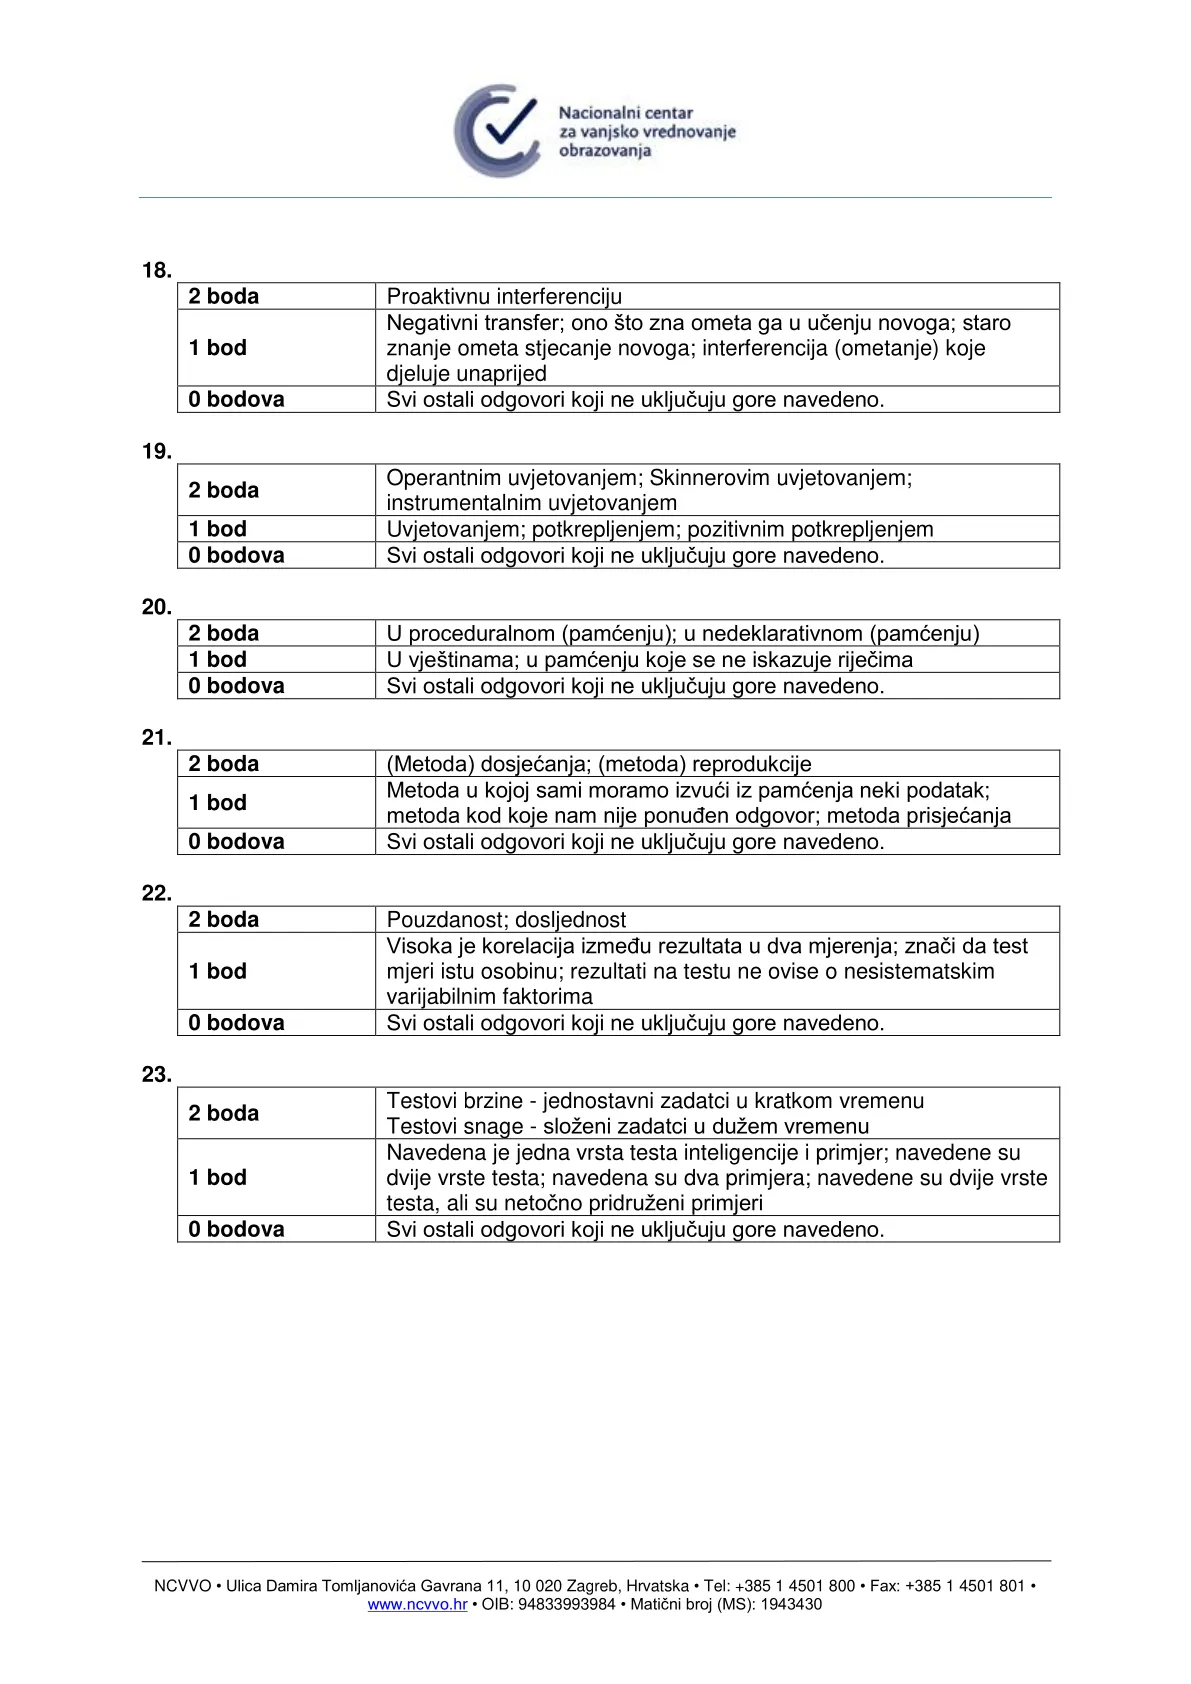 Nacionalni centar
za vanjsko vrednovanje
obrazovanja
18.
2 boda Proaktivnu interferenciju
1 bod Negativni transfer; ono što zna ometa ga u učenju novoga; staro
znanje ometa stjecanje novoga; interferencija (ometanje) koje
djeluje unaprijed
0 bodova Svi ostali odgovori koji ne uključuju gore navedeno.
19.
2 boda Operantnim uvjetovanjem; Skinnerovim uvjetovanjem;
instrumentalnim uvjetovanjem
1 bod Uvjetovanjem; potkrepljenjem; pozitivnim potkrepljenjem
0 bodova Svi ostali odgovori koji ne uključuju gore navedeno.
20.
2 boda U proceduralnom (pamćenju); u nedeklarativnom (pamćenju)
1 bod U vještinama; u pamćenju koje se ne iskazuje riječima
0 bodova Svi ostali odgovori koji ne uključuju gore navedeno.
21.
2 boda (Metoda) dosjećanja; (metoda) reprodukcije
1 bod Metoda u kojoj sami moramo izvući iz pamćenja neki podatak;
metoda kod koje nam nije ponuđen odgovor; metoda prisjećanja
0 bodova Svi ostali odgovori koji ne uključuju gore navedeno.
22.
2 boda Pouzdanost; dosljednost
1 bod Visoka je korelacija između rezultata u dva mjerenja; znači da test
mjeri istu osobinu; rezultati na testu ne ovise o nesistematskim
varijabilnim faktorima
0 bodova Svi ostali odgovori koji ne uključuju gore navedeno.
23.
2 boda Testovi brzine - jednostavni zadatci u kratkom vremenu
Testovi snage - složeni zadatci u dužem vremenu
1 bod Navedena je jedna vrsta testa inteligencije i primjer; navedene su
dvije vrste testa; navedena su dva primjera; navedene su dvije vrste
testa, ali su netočno pridruženi primjeri
0 bodova Svi ostali odgovori koji ne uključuju gore navedeno.
NCVVO • Ulica Damira Tomljanovića Gavrana 11, 10 020 Zagreb, Hrvatska • Tel: +385 1 4501 800 • Fax: +385 1 4501 801 •
www.ncvvo.hr • OIB: 94833993984 • Matični broj (MS): 1943430